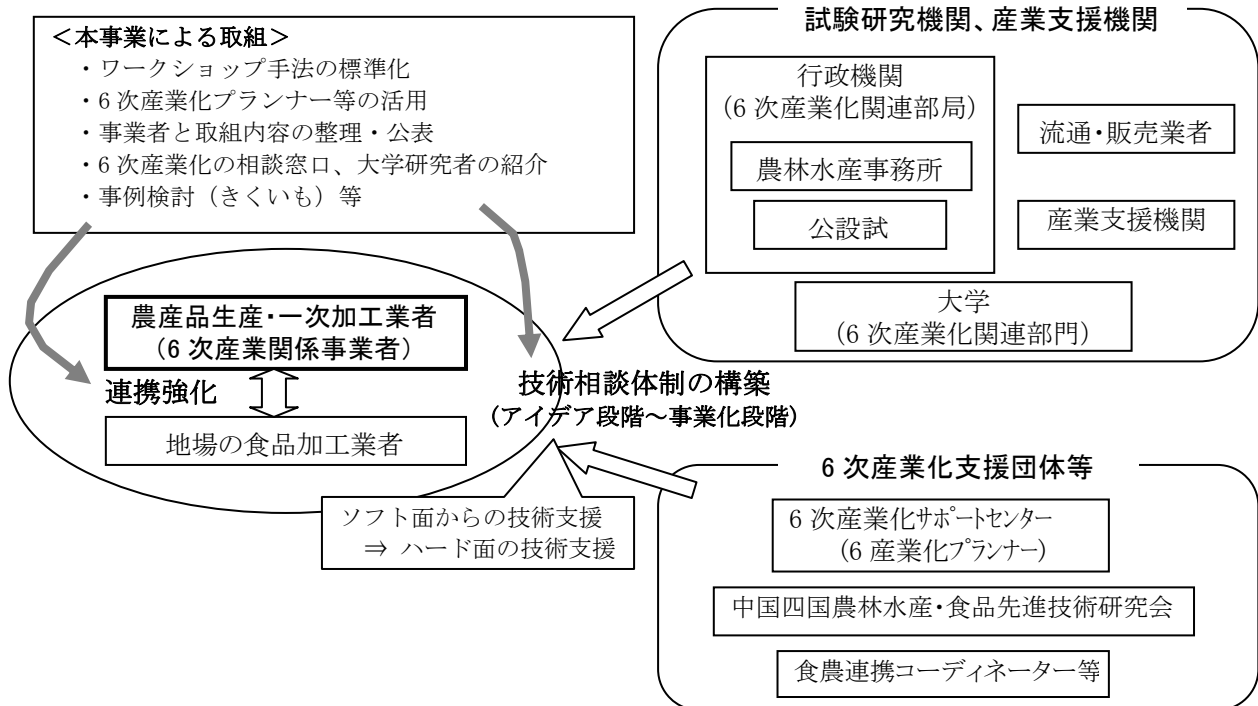 ＜本事業による取組＞
・ワークショップ手法の標準化
・6 次産業化プランナー等の活用
・事業者と取組内容の整理・公表
・6 次産業化の相談窓口、大学研究者の紹介
・事例検討（きくいも）等
農産品生産・一次加工業者
（6 次産業関係事業者）
連携強化
地場の食品加工業者
技術相談体制の構築
（アイデア段階～事業化段階）
ソフト面からの技術支援
⇒ ハード面の技術支援
試験研究機関、産業支援機関
行政機関
（6 次産業化関連部局）
農林水産事務所
公設試
流通・販売業者
産業支援機関
大学
（6 次産業化関連部門）
6 次産業化支援団体等
6 次産業化サポートセンター
（6 産業化プランナー）
中国四国農林水産・食品先進技術研究会
食農連携コーディネーター等